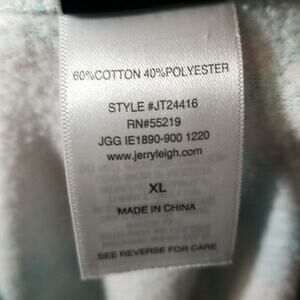 60%COTTON 40%POLYESTER
STYLE #JT24416
RN#55219
JGG IE1890-900 1220
www.jerryleigh.com
XL
MADE IN CHINA
SEE REVERSE FOR CARE